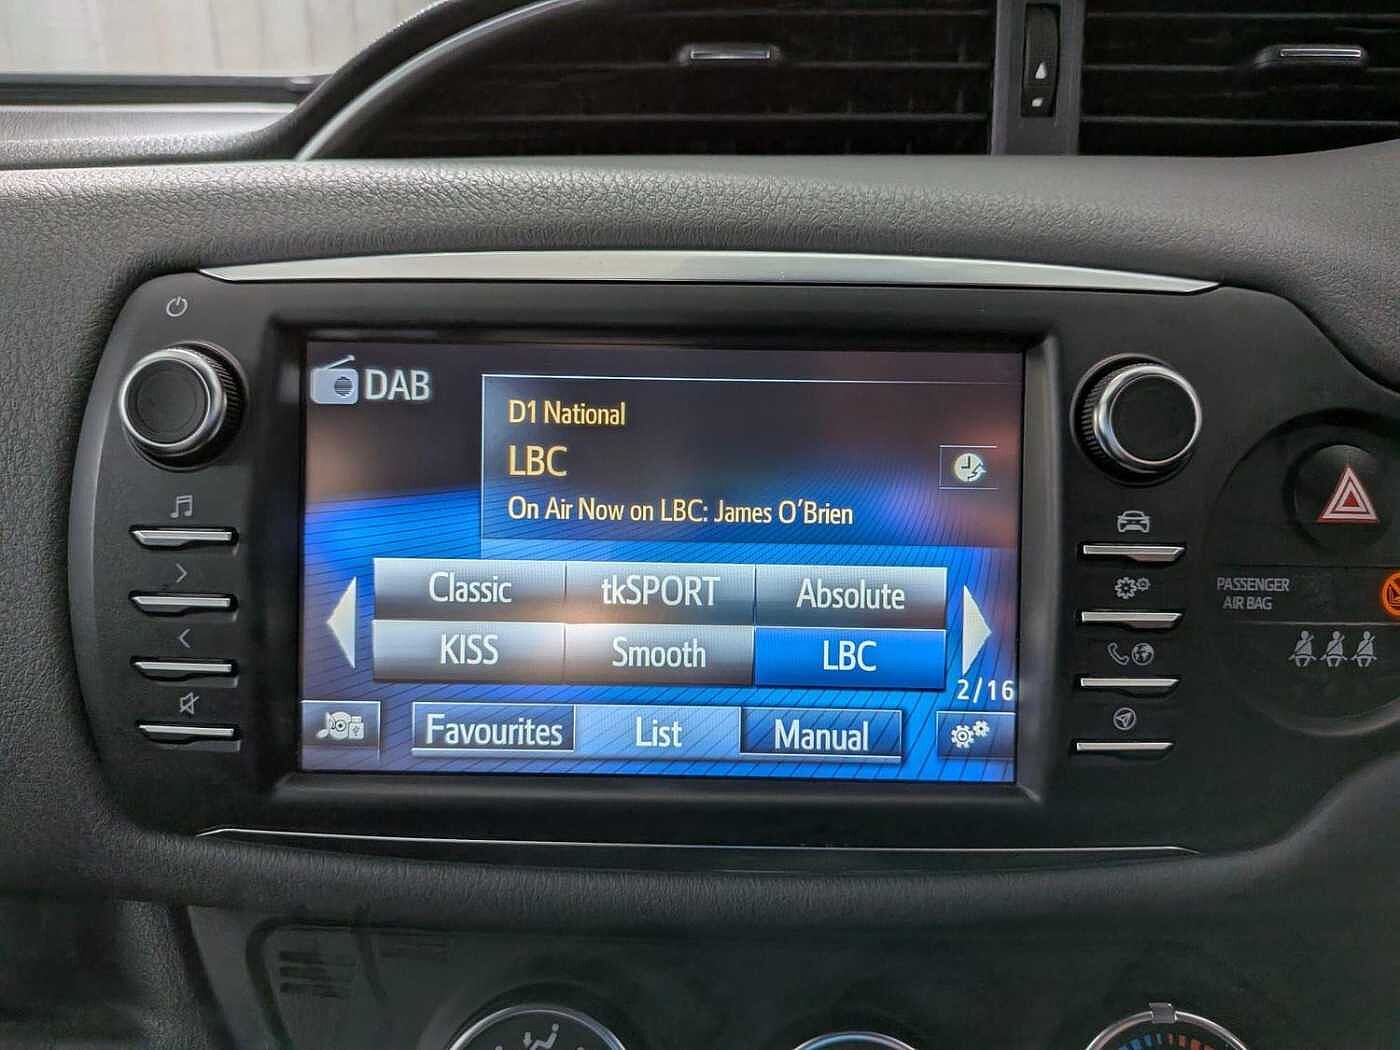 DAB
D1 National
LBC
On Air Now on LBC: James O'Brien
Classic tkSPORT Absolute
KISS Smooth LBC
2/16
Favourites List Manual
PASSENGER
AIR BAG